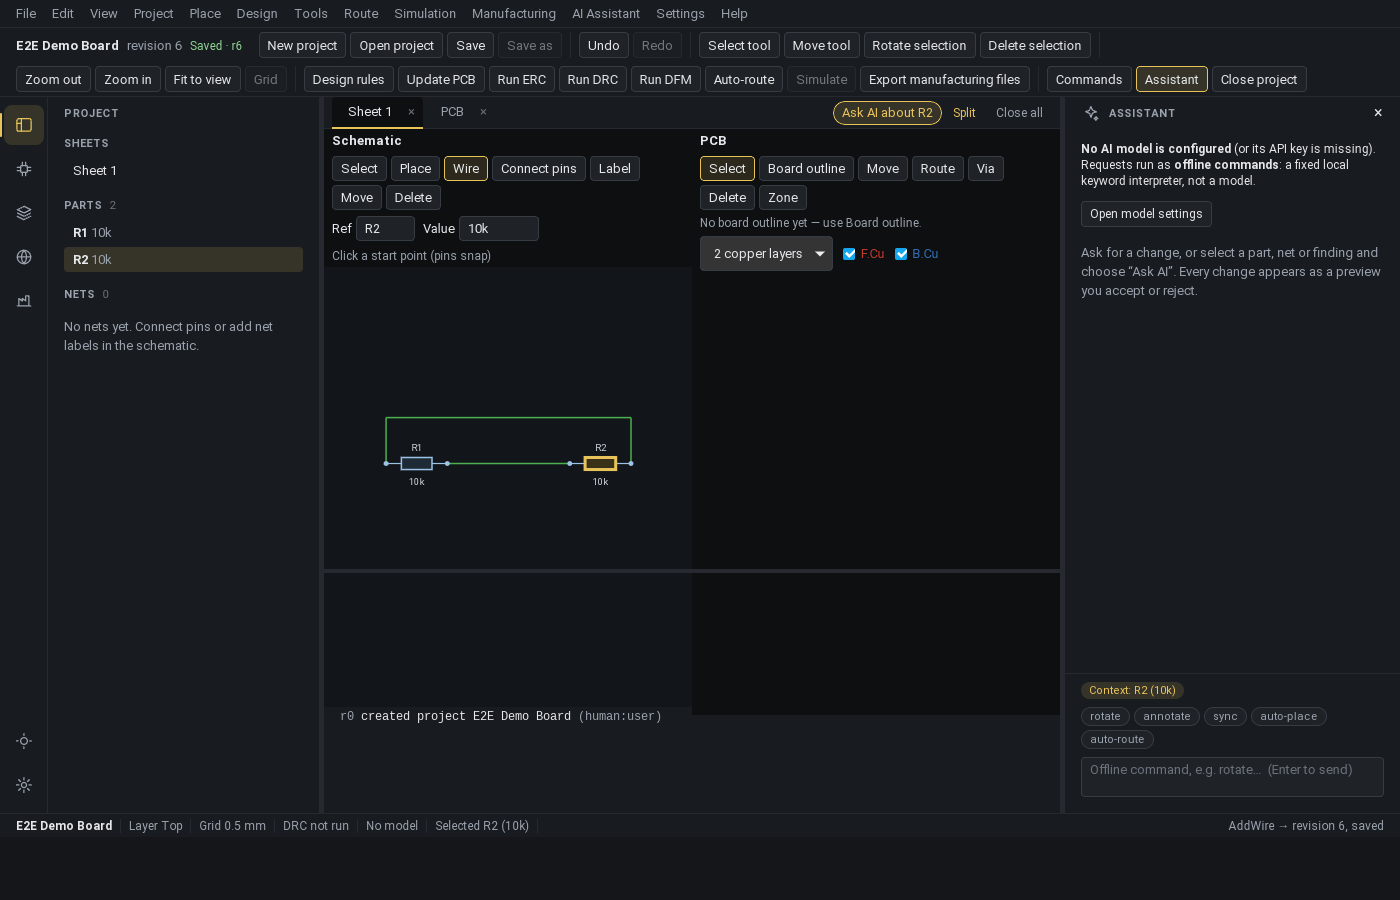 File Edit View Project Place Design Tools Route Simulation Manufacturing AI Assistant Settings Help
E2E Demo Board revision 6 Saved · r6 New project Open project Save Save as Undo Redo Select tool Move tool Rotate selection Delete selection
Zoom out Zoom in Fit to view Grid Design rules Update PCB Run ERC Run DRC Run DFM Auto-route Simulate Export manufacturing files Commands Assistant Close project
PROJECT
SHEETS
Sheet 1
PARTS 2
R1 10k
R2 10k
NETS 0
No nets yet. Connect pins or add net
labels in the schematic.
Sheet 1 × PCB × Ask AI about R2 Split Close all
Schematic
Select Place Wire Connect pins Label
Move Delete
Ref R2 Value 10k
Click a start point (pins snap)
R1 R2
10k 10k
PCB
Select Board outline Move Route Via
Delete Zone
No board outline yet — use Board outline.
2 copper layers F.Cu B.Cu
r0 created project E2E Demo Board (human:user)
ASSISTANT ×
No AI model is configured (or its API key is missing).
Requests run as offline commands: a fixed local
keyword interpreter, not a model.
Open model settings
Ask for a change, or select a part, net or finding and
choose “Ask AI”. Every change appears as a preview
you accept or reject.
Context: R2 (10k)
rotate annotate sync auto-place
auto-route
Offline command, e.g. rotate… (Enter to send)
E2E Demo Board Layer Top Grid 0.5 mm DRC not run No model Selected R2 (10k) AddWire → revision 6, saved